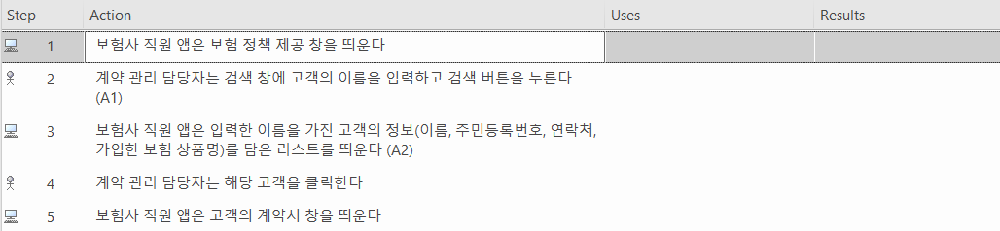 Step Action Uses Results
1 보험사 직원 앱은 보험 정책 제공 창을 띄운다
2 계약 관리 담당자는 검색 창에 고객의 이름을 입력하고 검색 버튼을 누른다
(A1)
3 보험사 직원 앱은 입력한 이름을 가진 고객의 정보(이름, 주민등록번호, 연락처,
가입한 보험 상품명)를 담은 리스트를 띄운다 (A2)
4 계약 관리 담당자는 해당 고객을 클릭한다
5 보험사 직원 앱은 고객의 계약서 창을 띄운다